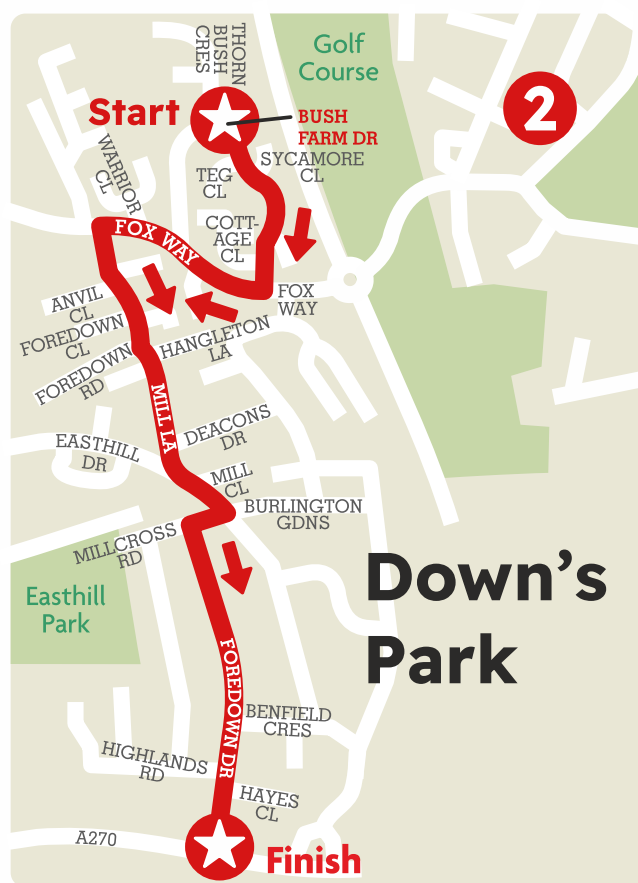 THORN
BUSH
CRES
Golf
Course
2
Start
BUSH
FARM DR
SYCAMORE
CL
WARRIOR
CL
TEG
CL
COTT-
AGE
CL
FOX WAY
FOX
WAY
ANVIL
CL
FOREDOWN
CL
HANGLETON
LA
FOREDOWN
RD
MILL LA
DEACONS
DR
EASTHILL
DR
MILL
CL
BURLINGTON
GDNS
MILLCROSS
RD
Down's
Park
Easthill
Park
FOREDOWN DR
BENFIELD
CRES
HIGHLANDS
RD
HAYES
CL
A270
Finish